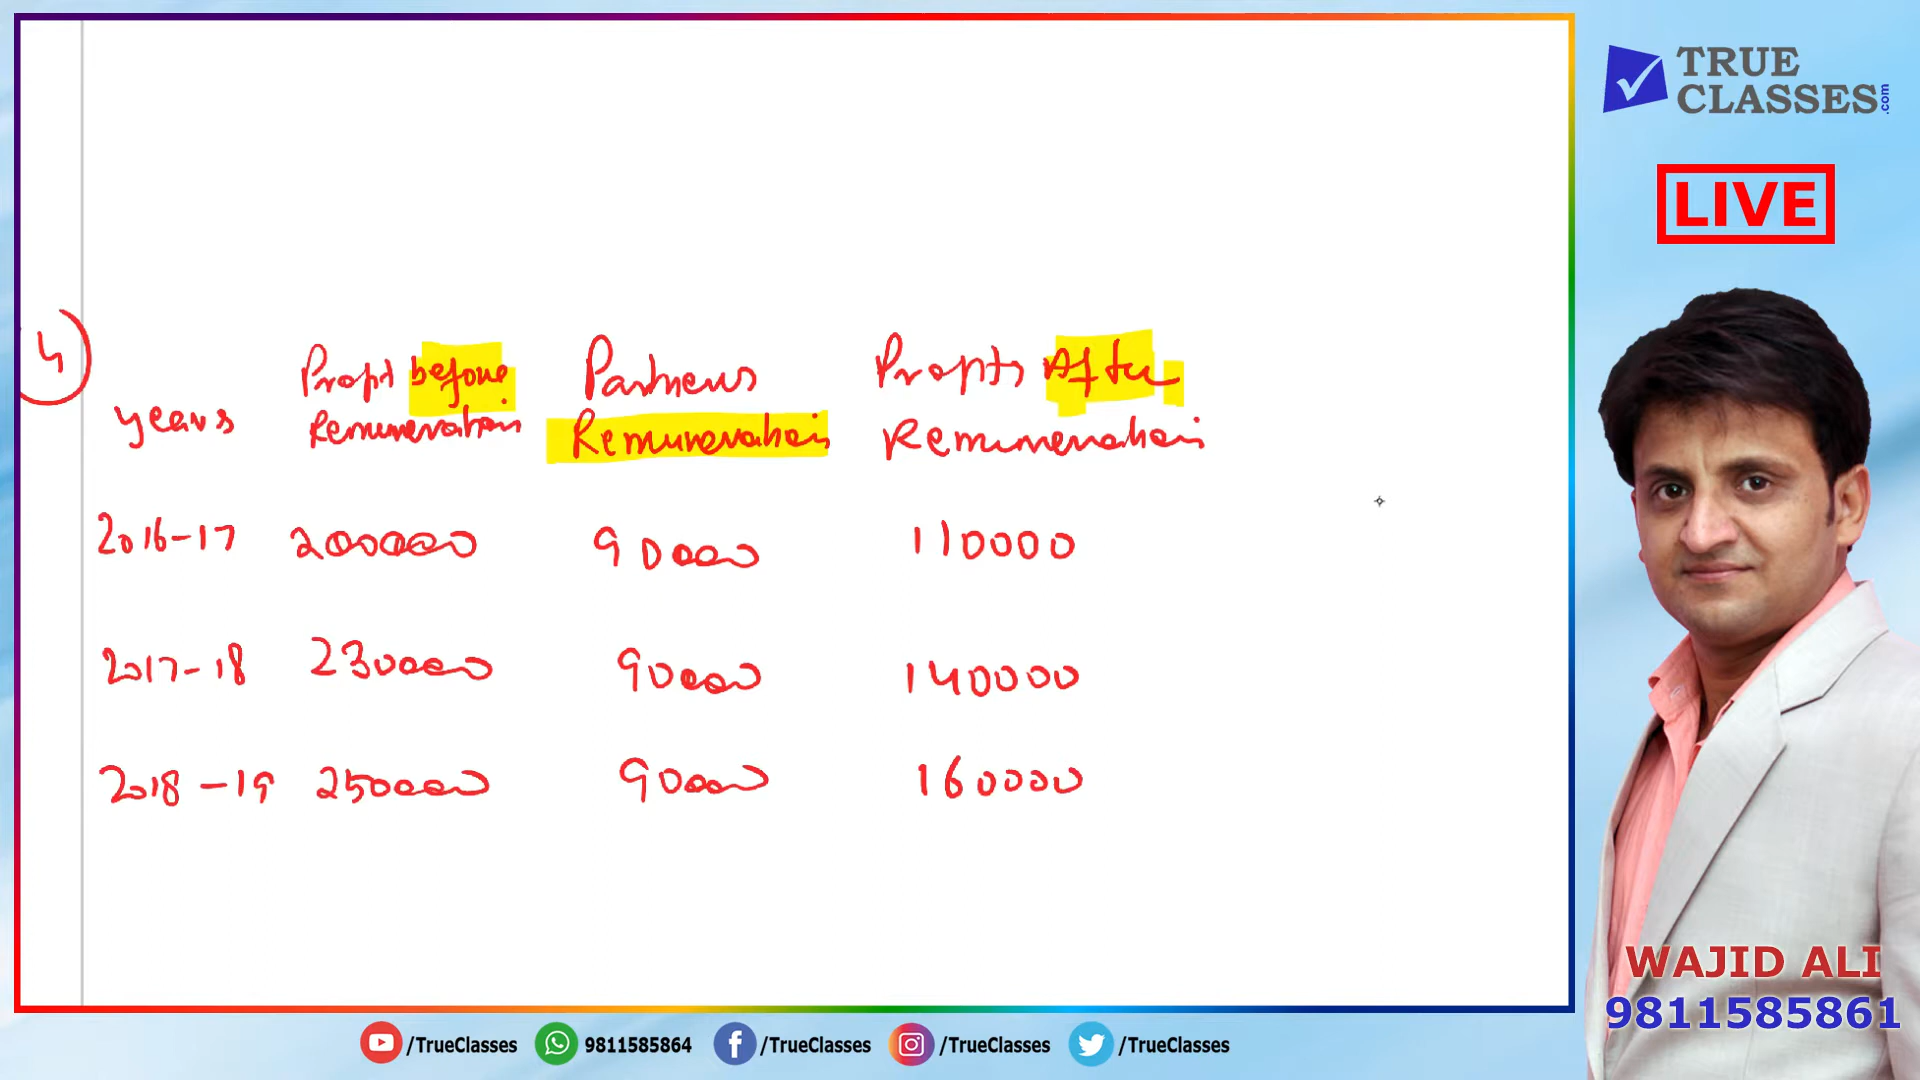 4
Profit before Partners Profits After
years Remuneration Remuneration Remuneration
2016-17 200000 90000 110000
2017-18 230000 90000 140000
2018-19 250000 90000 160000
TRUE
CLASSES.com
LIVE
WAJID ALI
9811585861
/TrueClasses 9811585864 /TrueClasses /TrueClasses /TrueClasses